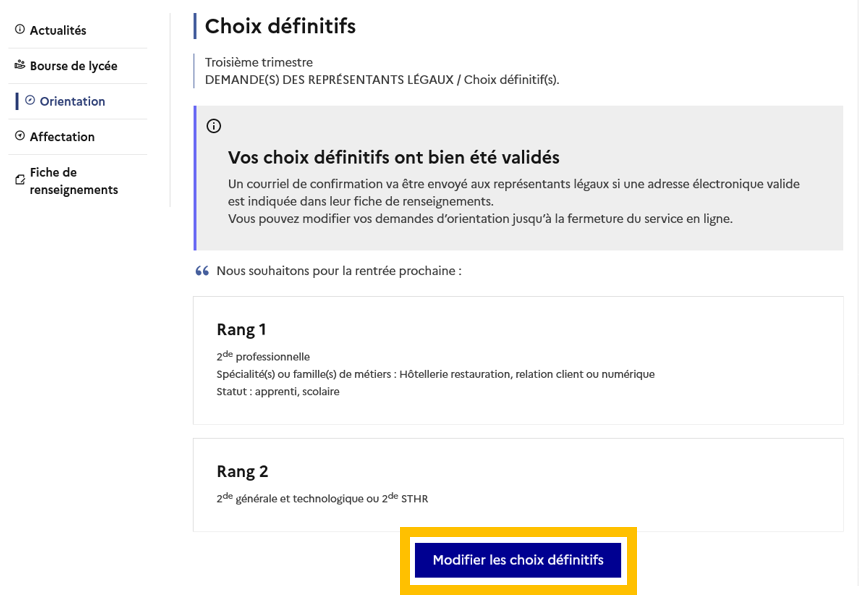 Actualités
Bourse de lycée
Orientation
Affectation
Fiche de
renseignements
Choix définitifs
Troisième trimestre
DEMANDE(S) DES REPRÉSENTANTS LÉGAUX / Choix définitif(s).
Vos choix définitifs ont bien été validés
Un courriel de confirmation va être envoyé aux représentants légaux si une adresse électronique valide
est indiquée dans leur fiche de renseignements.
Vous pouvez modifier vos demandes d'orientation jusqu'à la fermeture du service en ligne.
Nous souhaitons pour la rentrée prochaine :
Rang 1
2de professionnelle
Spécialité(s) ou famille(s) de métiers : Hôtellerie restauration, relation client ou numérique
Statut : apprenti, scolaire
Rang 2
2de générale et technologique ou 2de STHR
Modifier les choix définitifs